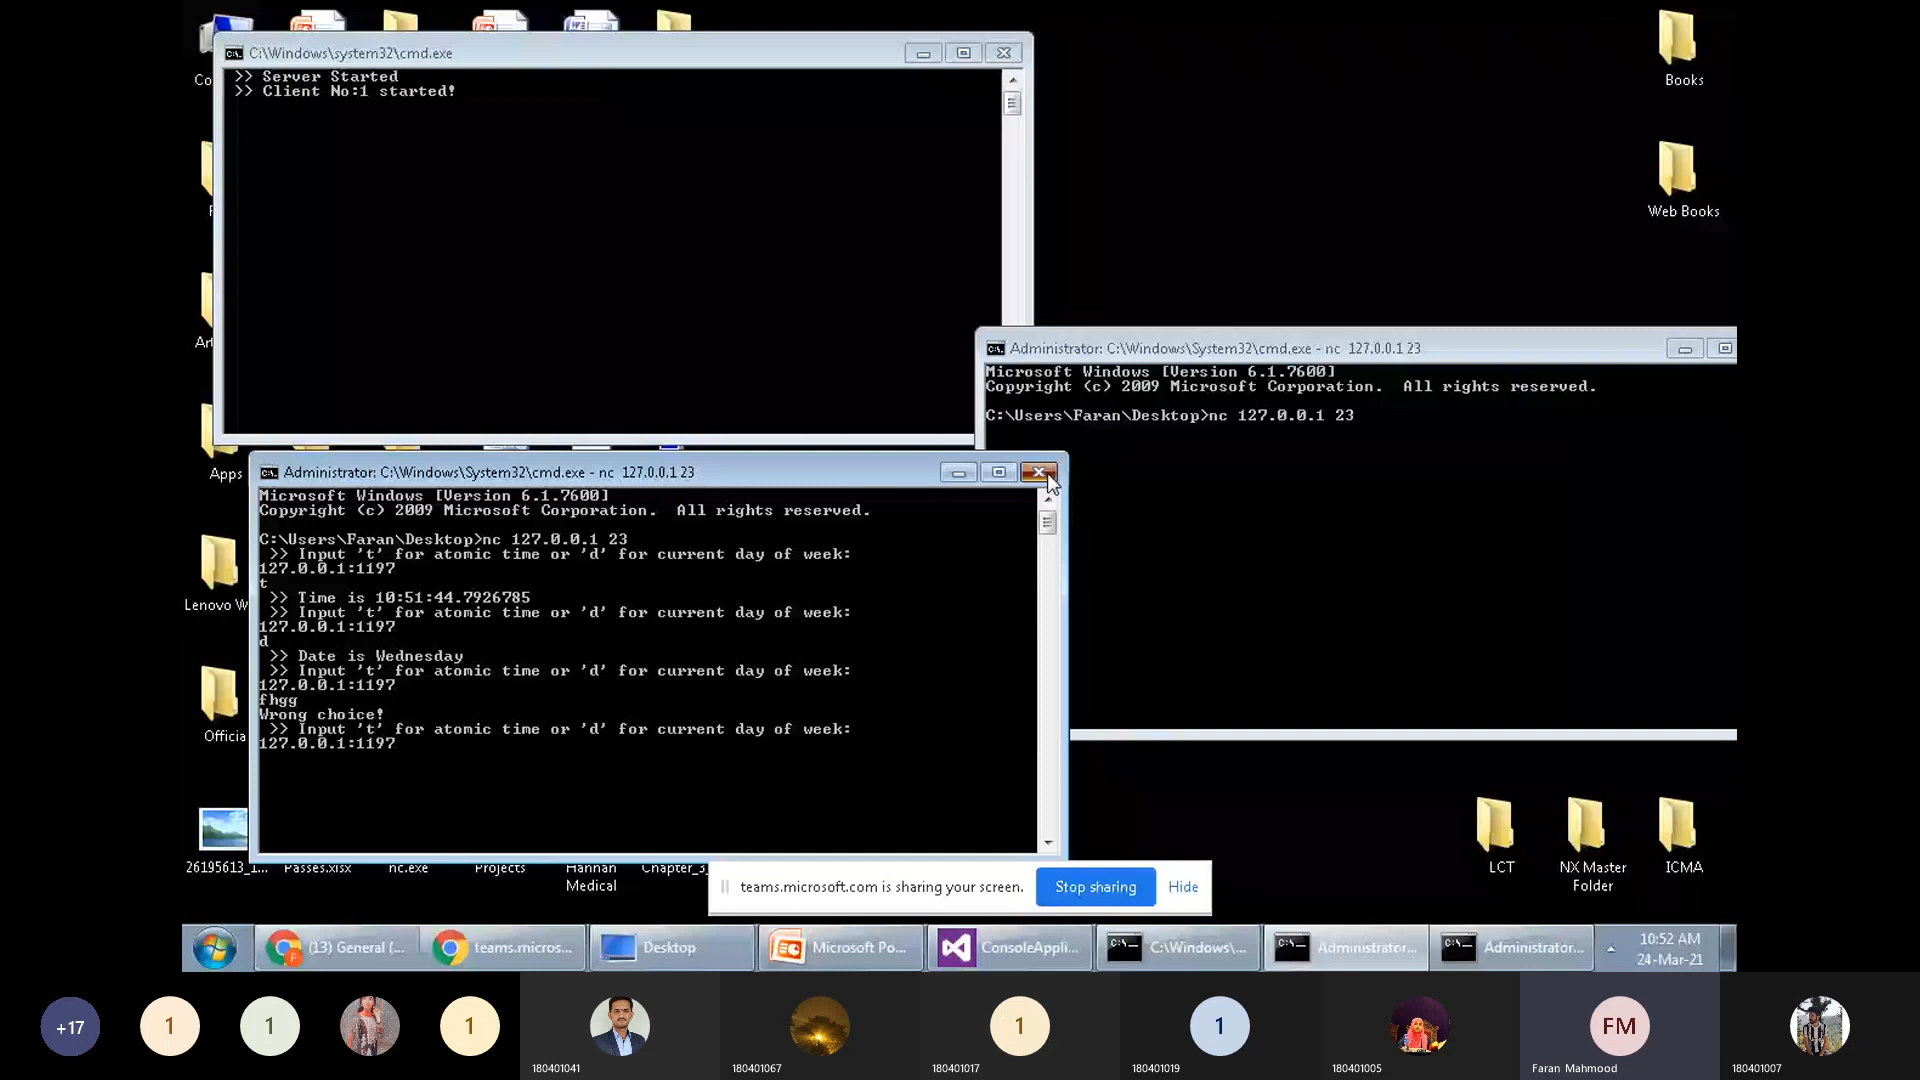 C:\Windows\system32\cmd.exe
>> Server Started
>> Client No:1 started!
Books
Web Books
Administrator: C:\Windows\System32\cmd.exe - nc 127.0.0.1 23
Microsoft Windows [Version 6.1.7600]
Copyright (c) 2009 Microsoft Corporation. All rights reserved.
C:\Users\Faran\Desktop>nc 127.0.0.1 23
Co
Ar
Apps
Lenovo W
Officia
Administrator: C:\Windows\System32\cmd.exe - nc 127.0.0.1 23
Microsoft Windows [Version 6.1.7600]
Copyright (c) 2009 Microsoft Corporation. All rights reserved.
C:\Users\Faran\Desktop>nc 127.0.0.1 23
>> Input 't' for atomic time or 'd' for current day of week:
127.0.0.1:1197
t
>> Time is 10:51:44.7926785
>> Input 't' for atomic time or 'd' for current day of week:
127.0.0.1:1197
d
>> Date is Wednesday
>> Input 't' for atomic time or 'd' for current day of week:
127.0.0.1:1197
fhgg
Wrong choice!
>> Input 't' for atomic time or 'd' for current day of week:
127.0.0.1:1197
26195613_1...
Passes.xlsx
nc.exe
Projects
Hannan Medical
Chapter_3_
LCT
NX Master Folder
ICMA
teams.microsoft.com is sharing your screen.
Stop sharing
Hide
(13) General (...
teams.micros...
Desktop
Microsoft Po...
ConsoleAppli...
C:\Windows\...
Administrator...
Administrator...
10:52 AM
24-Mar-21
+17
1
1
1
180401041
180401067
1
180401017
1
180401019
180401005
FM
Faran Mahmood
180401007